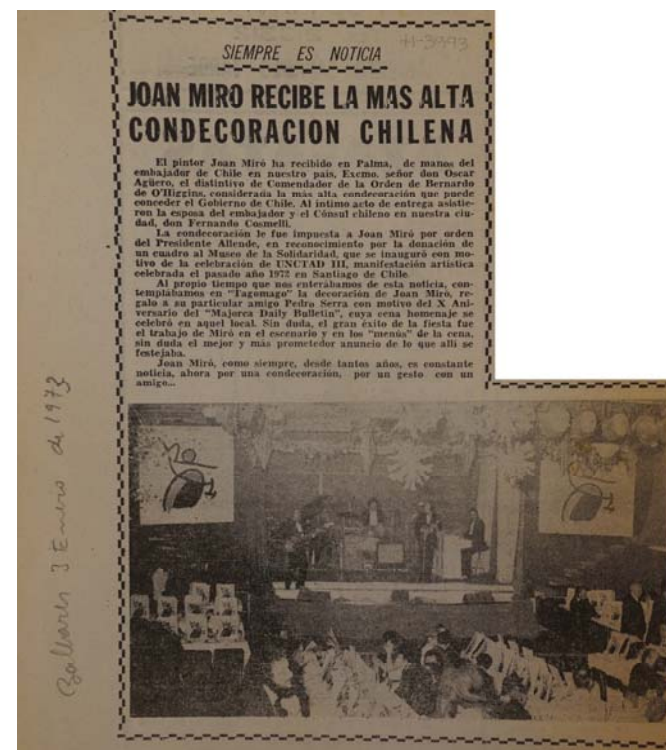 H-3993
SIEMPRE ES NOTICIA
JOAN MIRO RECIBE LA MAS ALTA
CONDECORACION CHILENA
El pintor Joan Miró ha recibido en Palma, de manos del
embajador de Chile en nuestro país, Excmo. señor don Oscar
Agüero, el distintivo de Comendador de la Orden de Bernardo
de O'Higgins, considerada la más alta condecoración que puede
conceder el Gobierno de Chile. Al íntimo acto de entrega asistie-
ron la esposa del embajador y el Cónsul chileno en nuestra ciu-
dad, don Fernando Cosmelli.
La condecoración le fue impuesta a Joan Miró por orden
del Presidente Allende, en reconocimiento por la donación de
un cuadro al Museo de la Solidaridad, que se inauguró con mo-
tivo de la celebración de UNCTAD III, manifestación artística
celebrada el pasado año 1972 en Santiago de Chile.
Al propio tiempo que nos enterábamos de esta noticia, con-
templábamos en "Tagomago" la decoración de Joan Miró, re-
galo a su particular amigo Pedro Serra con motivo del X Ani-
versario del "Majorca Daily Bulletin", cuya cena homenaje se
celebró en aquel local. Sin duda, el gran éxito de la fiesta fue
el trabajo de Miró en el escenario y en los "menús" de la cena,
sin duda el mejor y más prometedor anuncio de lo que allí se
festejaba.
Joan Miró, como siempre, desde tantos años, es constante
noticia, ahora por una condecoración, por un gesto con un
amigo...
Baleares 3 Enero de 1973